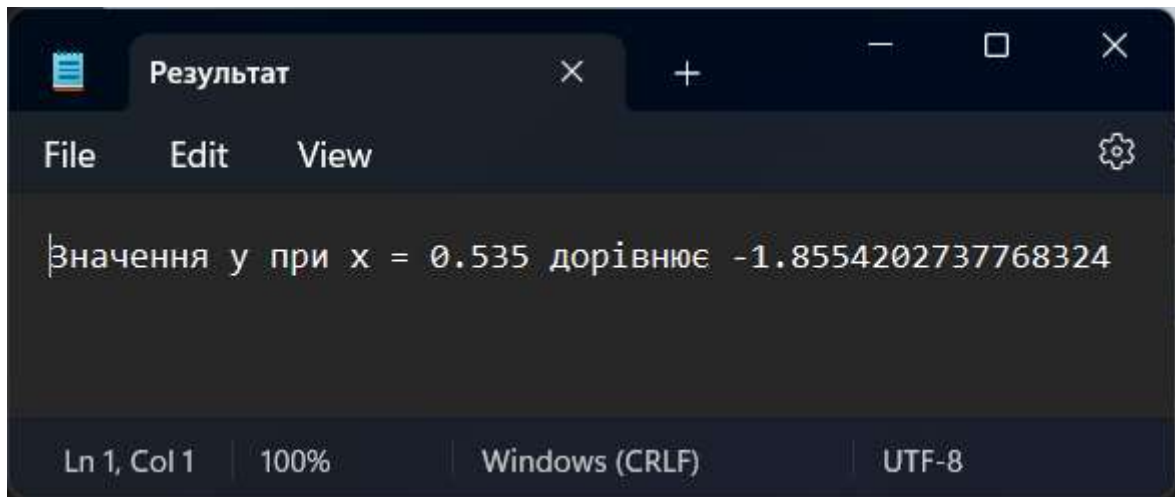 Результат
File Edit View
Значення y при x = 0.535 дорівнює -1.8554202737768324
Ln 1, Col 1 100% Windows (CRLF) UTF-8